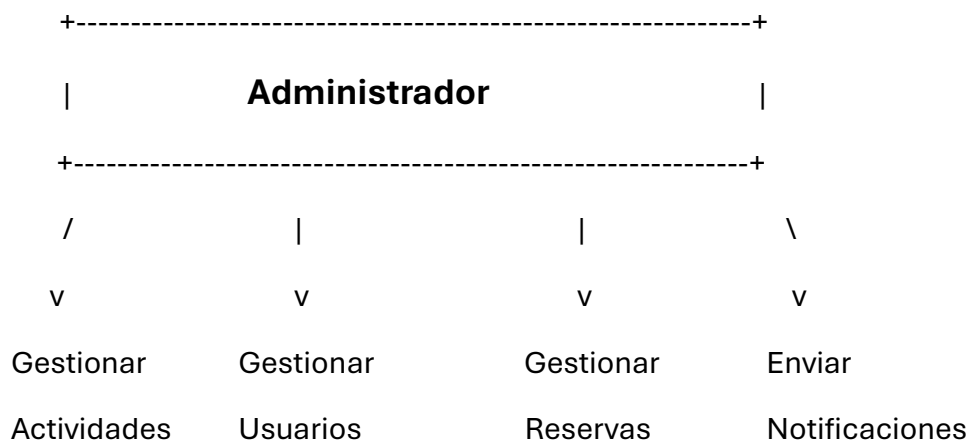 +--------------------------------------------------------------+
| Administrador |
+--------------------------------------------------------------+
/ | | \
v v v v
Gestionar Gestionar Gestionar Enviar
Actividades Usuarios Reservas Notificaciones